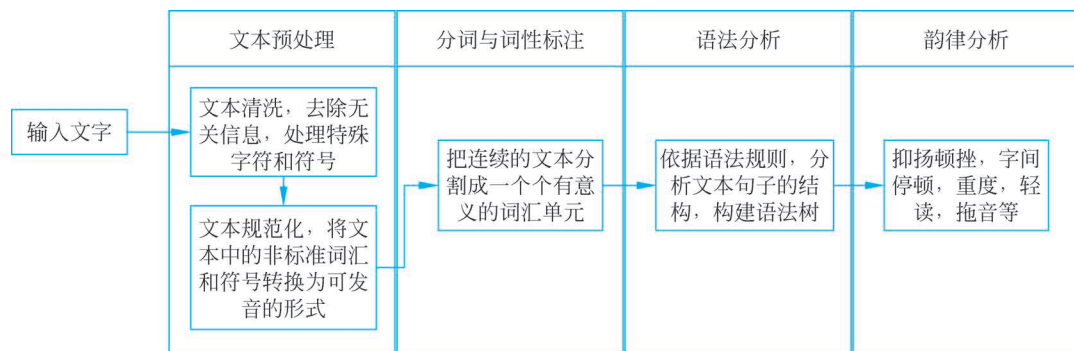 文本预处理
分词与词性标注
语法分析
韵律分析
输入文字
文本清洗，去除无
关信息，处理特殊
字符和符号
文本规范化，将文
本中的非标准词汇
和符号转换为可发
音的形式
把连续的文本分
割成一个个有意
义的词汇单元
依据语法规则，分
析文本句子的结
构，构建语法树
抑扬顿挫，字间
停顿，重度，轻
读，拖音等